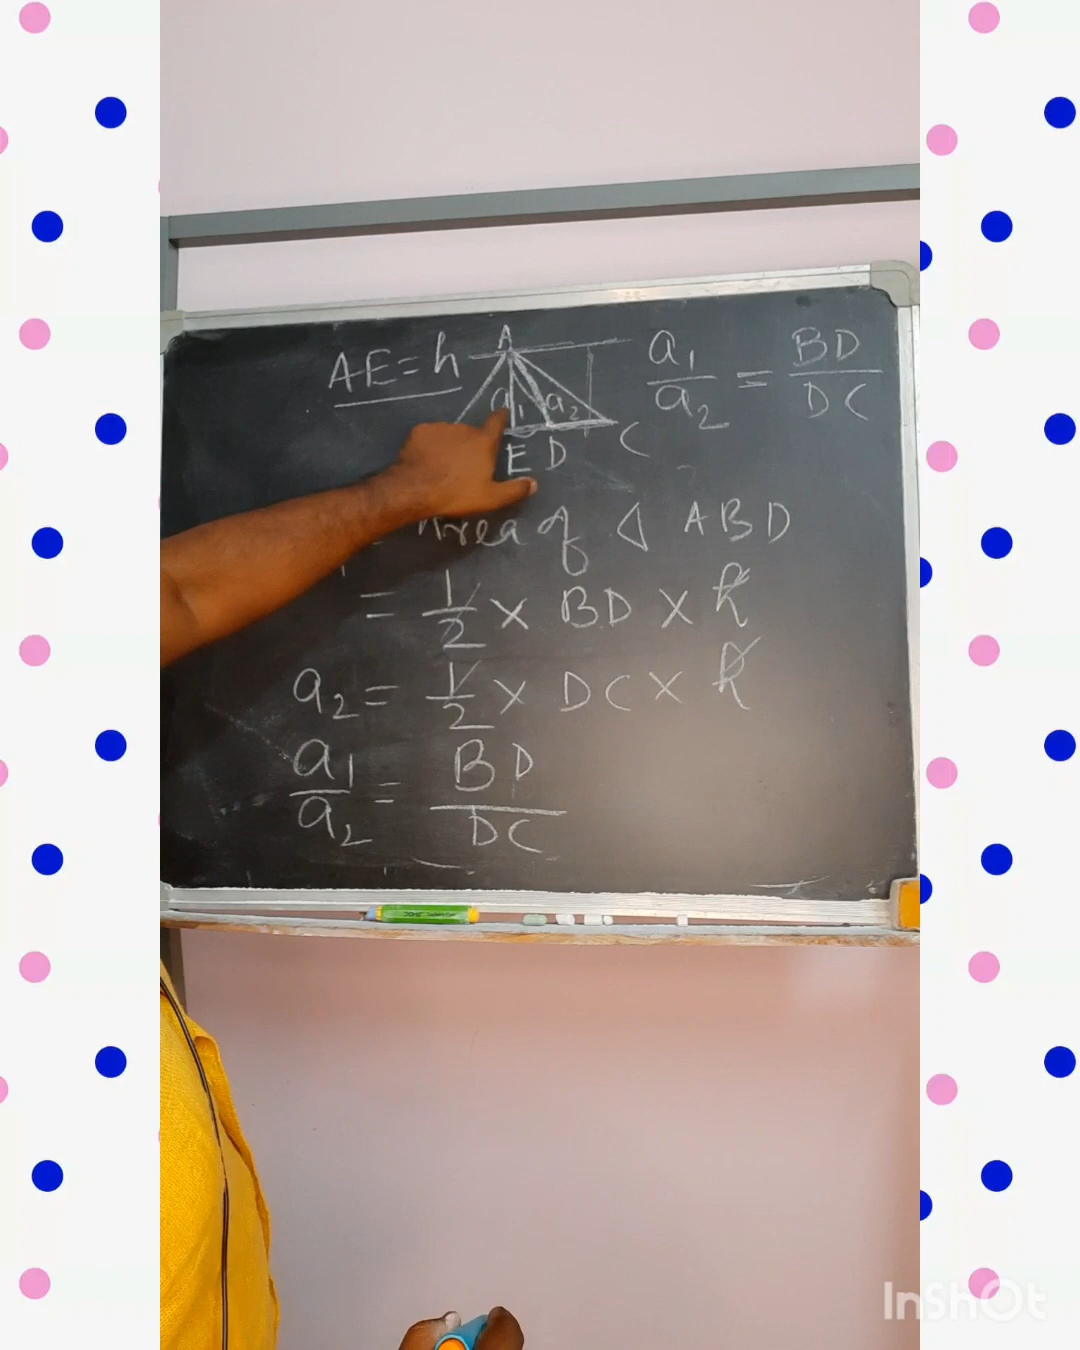 AE = h
A
a1 a2
E D C
a1/a2 = BD/DC
= Area of △ ABD
= 1/2 × BD × h
a2 = 1/2 × DC × h
a1/a2 = BD/DC
InShOt